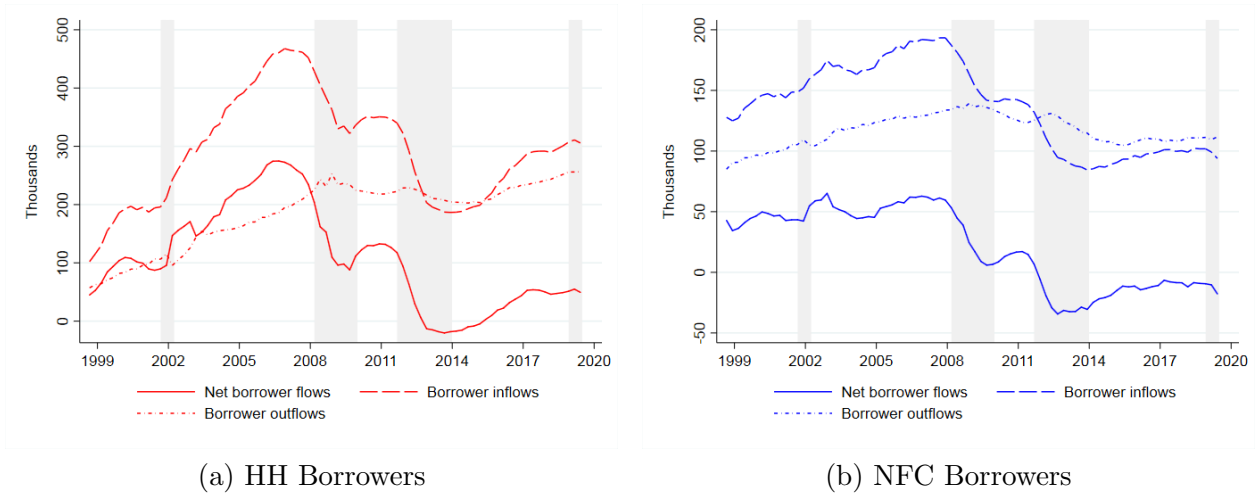 500
400
300
200
100
0
Thousands
1999 2002 2005 2008 2011 2014 2017 2020
Net borrower flows Borrower inflows
Borrower outflows
(a) HH Borrowers
200
150
100
50
0
-50
Thousands
1999 2002 2005 2008 2011 2014 2017 2020
Net borrower flows Borrower inflows
Borrower outflows
(b) NFC Borrowers